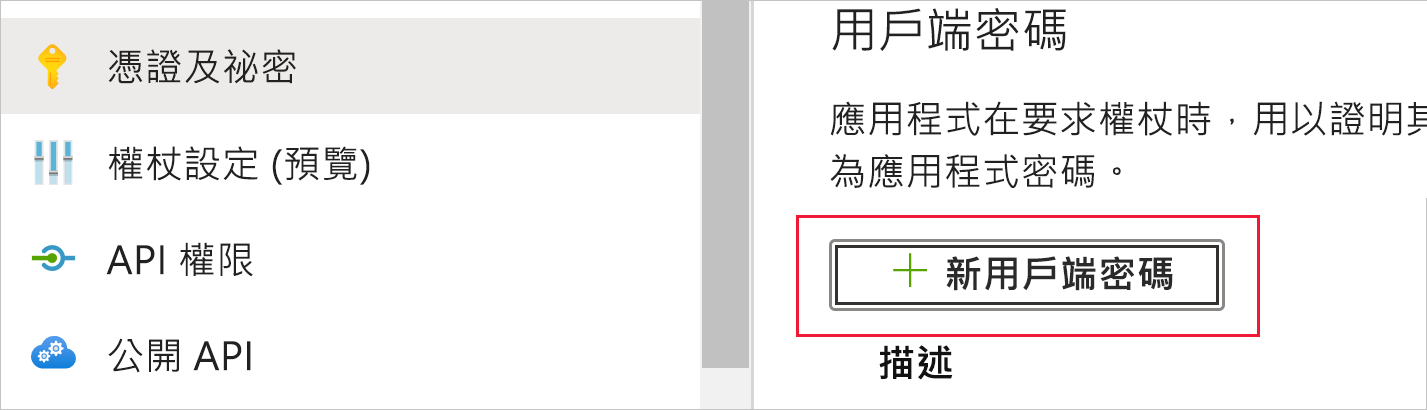 憑證及祕密
權杖設定 (預覽)
API 權限
公開 API
用戶端密碼
應用程式在要求權杖時，用以證明其
為應用程式密碼。
新用戶端密碼
描述